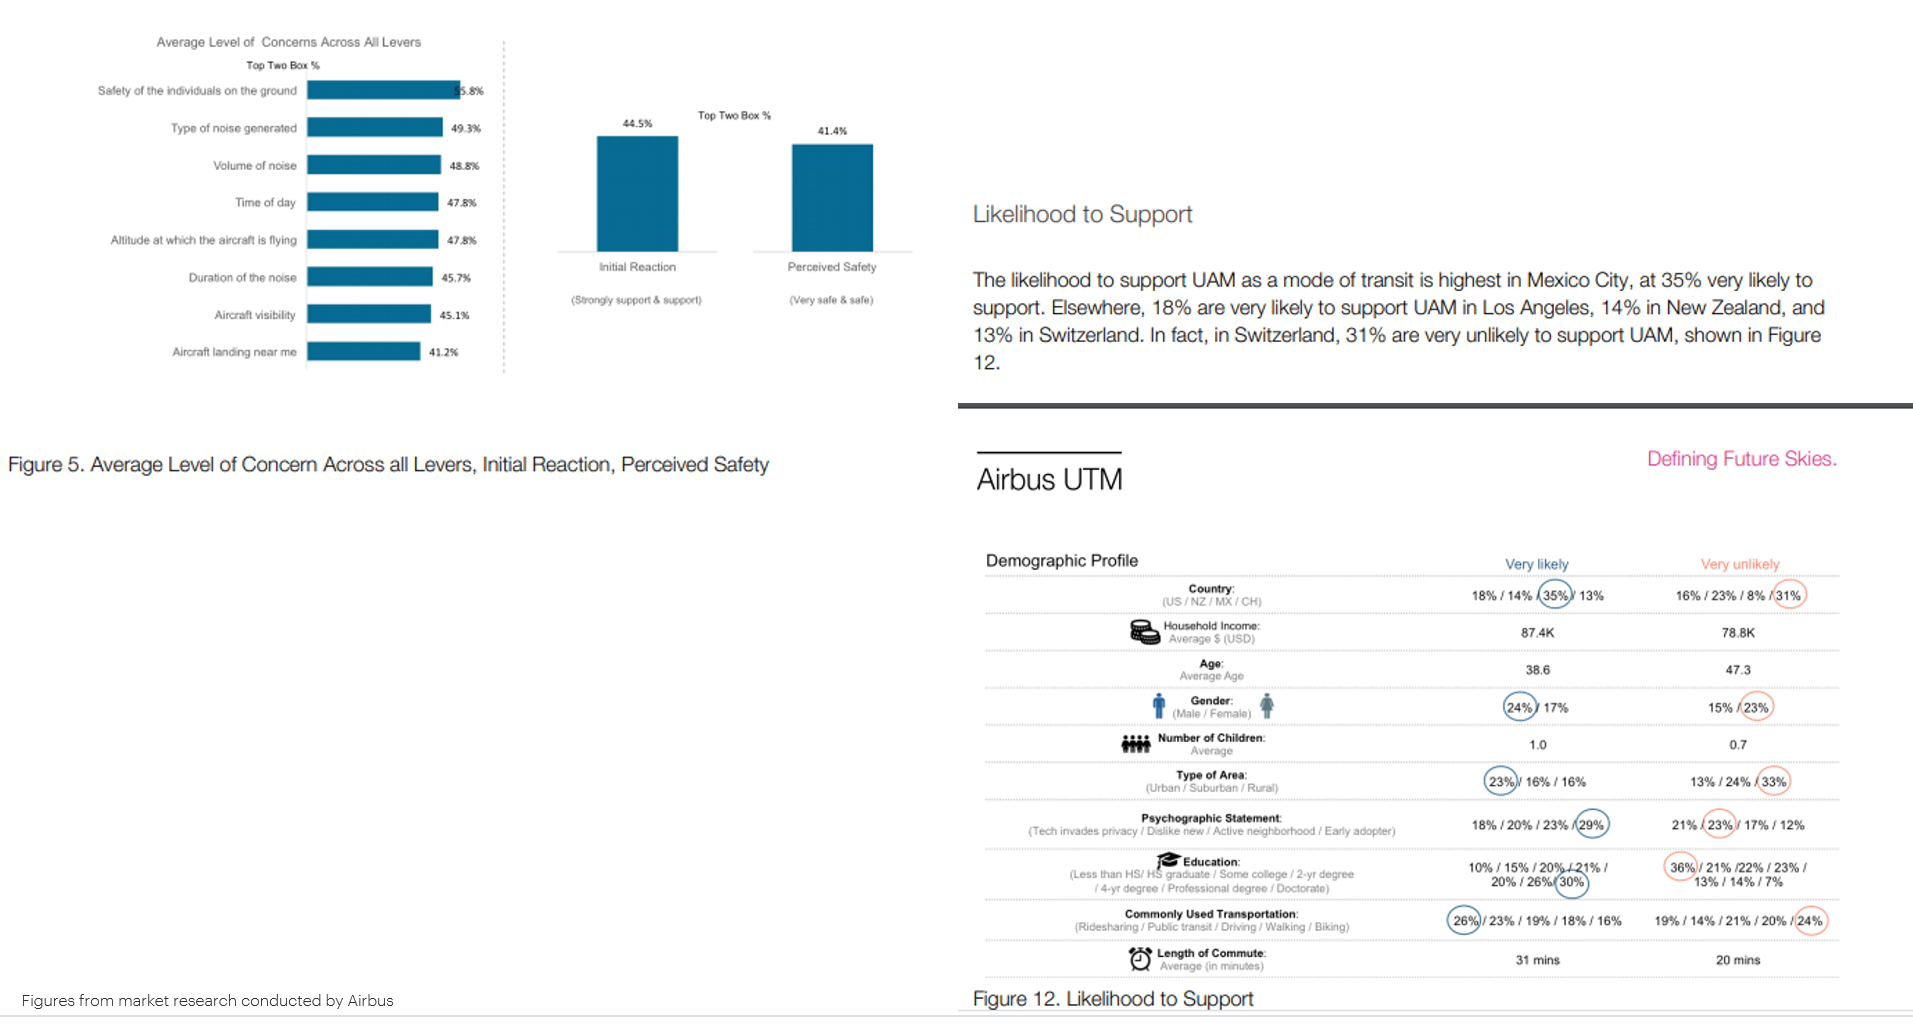 Average Level of Concerns Across All Levers
Top Two Box %
Safety of the individuals on the ground 55.8%
Type of noise generated 49.3%
Volume of noise 48.8%
Time of day 47.8%
Altitude at which the aircraft is flying 47.8%
Duration of the noise 45.7%
Aircraft visibility 45.1%
Aircraft landing near me 41.2%
Top Two Box %
44.5% 41.4%
Initial Reaction Perceived Safety
(Strongly support & support) (Very safe & safe)
Figure 5. Average Level of Concern Across all Levers, Initial Reaction, Perceived Safety
Figures from market research conducted by Airbus
Likelihood to Support
The likelihood to support UAM as a mode of transit is highest in Mexico City, at 35% very likely to
support. Elsewhere, 18% are very likely to support UAM in Los Angeles, 14% in New Zealand, and
13% in Switzerland. In fact, in Switzerland, 31% are very unlikely to support UAM, shown in Figure
12.
Airbus UTM
Defining Future Skies.
Demographic Profile Very likely Very unlikely
Country:
(US / NZ / MX / CH) 18% / 14% / 35% / 13% 16% / 23% / 8% / 31%
Household Income:
Average $ (USD) 87.4K 78.8K
Age:
Average Age 38.6 47.3
Gender:
(Male / Female) 24% / 17% 15% / 23%
Number of Children:
Average 1.0 0.7
Type of Area:
(Urban / Suburban / Rural) 23% / 16% / 16% 13% / 24% / 33%
Psychographic Statement:
(Tech invades privacy / Dislike new / Active neighborhood / Early adopter) 18% / 20% / 23% / 29% 21% / 23% / 17% / 12%
Education:
(Less than HS/ HS graduate / Some college / 2-yr degree 10% / 15% / 20% / 21% / 36% / 21% /22% / 23% /
/ 4-yr degree / Professional degree / Doctorate) 20% / 26% / 30% 13% / 14% / 7%
Commonly Used Transportation:
(Ridesharing / Public transit / Driving / Walking / Biking) 26% / 23% / 19% / 18% / 16% 19% / 14% / 21% / 20% / 24%
Length of Commute:
Average (in minutes) 31 mins 20 mins
Figure 12. Likelihood to Support